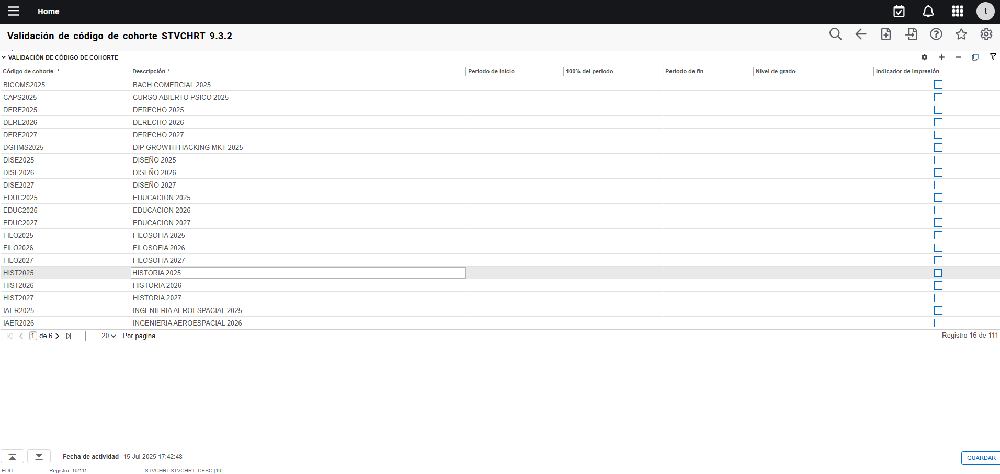 Home
t
Validación de código de cohorte STVCHRT 9.3.2
VALIDACIÓN DE CÓDIGO DE COHORTE
Código de cohorte * Descripción * Periodo de inicio 100% del periodo Periodo de fin Nivel de grado Indicador de impresión
BICOMS2025 BACH COMERCIAL 2025
CAPS2025 CURSO ABIERTO PSICO 2025
DERE2025 DERECHO 2025
DERE2026 DERECHO 2026
DERE2027 DERECHO 2027
DGHMS2025 DIP GROWTH HACKING MKT 2025
DISE2025 DISEÑO 2025
DISE2026 DISEÑO 2026
DISE2027 DISEÑO 2027
EDUC2025 EDUCACION 2025
EDUC2026 EDUCACION 2026
EDUC2027 EDUCACION 2027
FILO2025 FILOSOFIA 2025
FILO2026 FILOSOFIA 2026
FILO2027 FILOSOFIA 2027
HIST2025 HISTORIA 2025
HIST2026 HISTORIA 2026
HIST2027 HISTORIA 2027
IAER2025 INGENIERIA AEROESPACIAL 2025
IAER2026 INGENIERIA AEROESPACIAL 2026
1 de 6 20 Por página Registro 16 de 111
Fecha de actividad 15-Jul-2025 17:42:48 GUARDAR
EDIT Registro: 16/111 STVCHRT.STVCHRT_DESC [16]